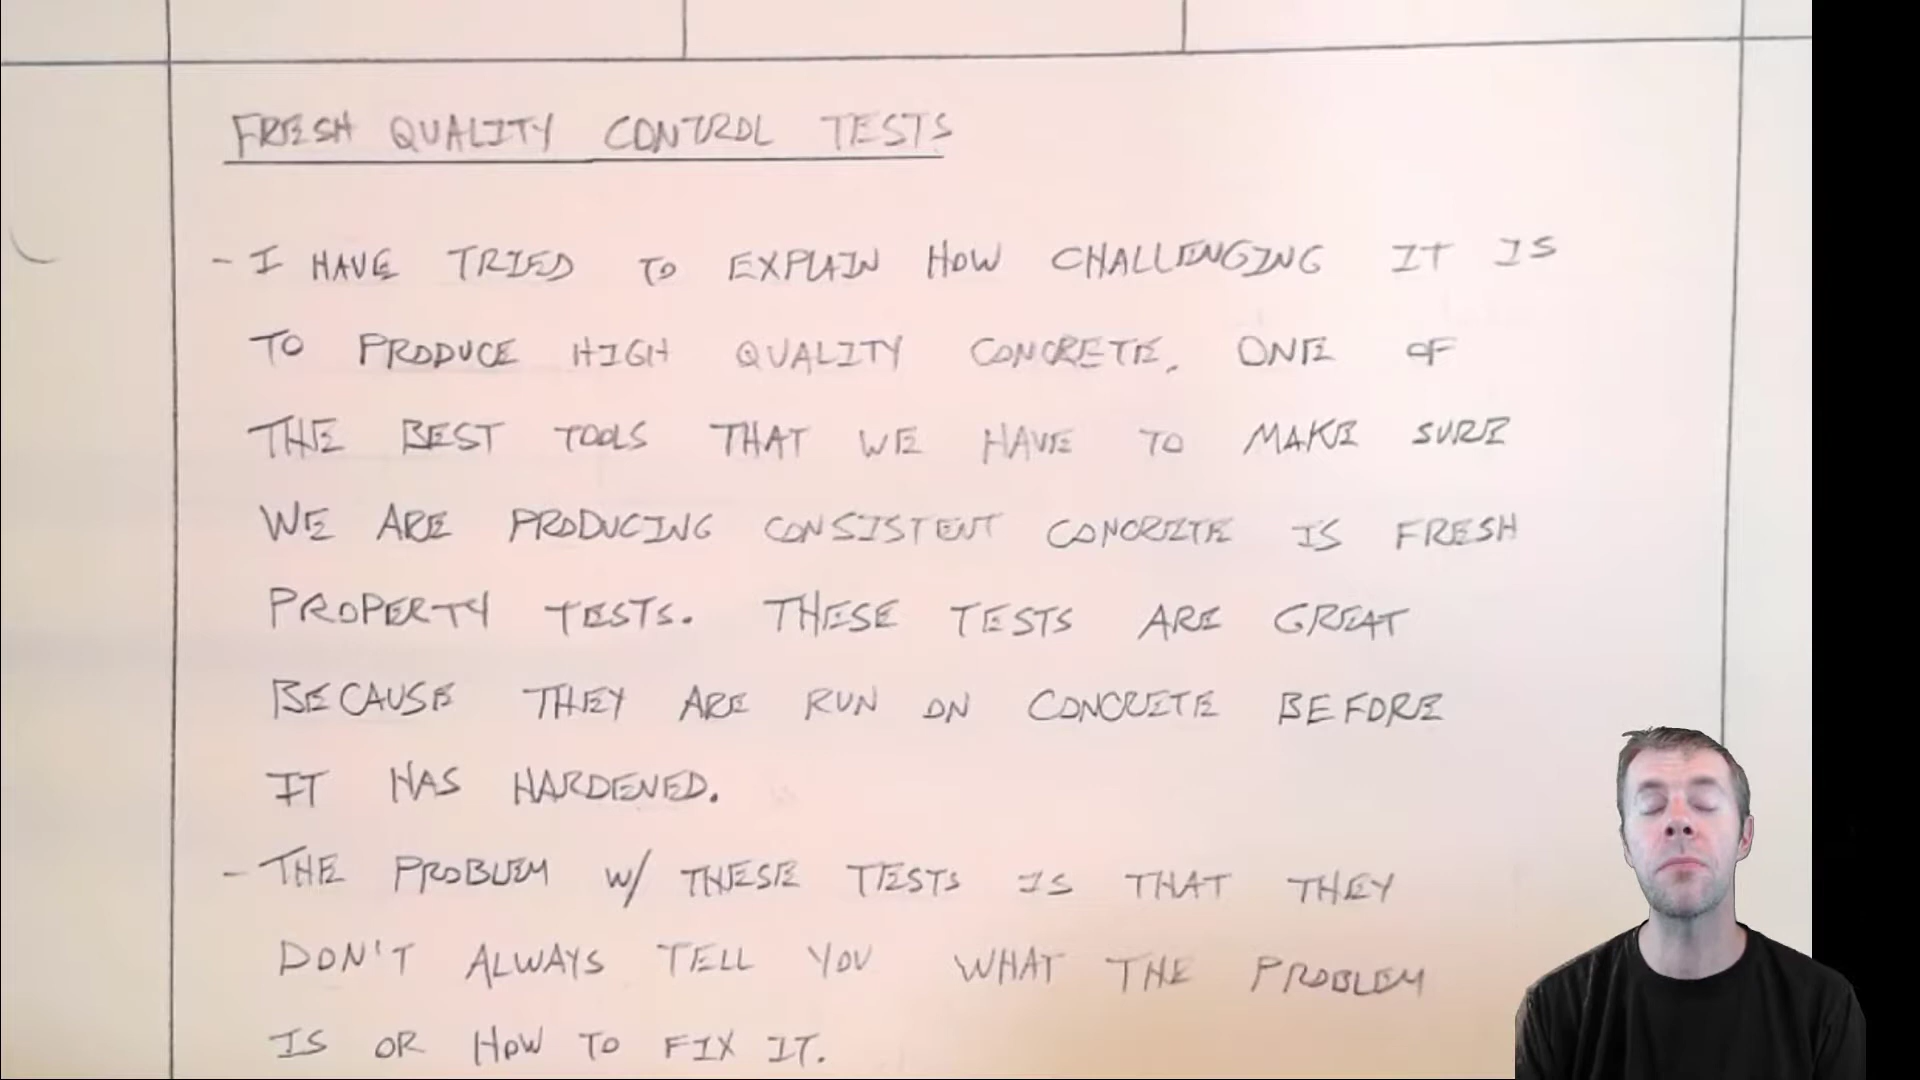 FRESH QUALITY CONTROL TESTS
- I HAVE TRIED TO EXPLAIN HOW CHALLENGING IT IS
TO PRODUCE HIGH QUALITY CONCRETE. ONE OF
THE BEST TOOLS THAT WE HAVE TO MAKE SURE
WE ARE PRODUCING CONSISTENT CONCRETE IS FRESH
PROPERTY TESTS. THESE TESTS ARE GREAT
BECAUSE THEY ARE RUN ON CONCRETE BEFORE
IT HAS HARDENED.
- THE PROBLEM W/ THESE TESTS IS THAT THEY
DON'T ALWAYS TELL YOU WHAT THE PROBLEM
IS OR HOW TO FIX IT.